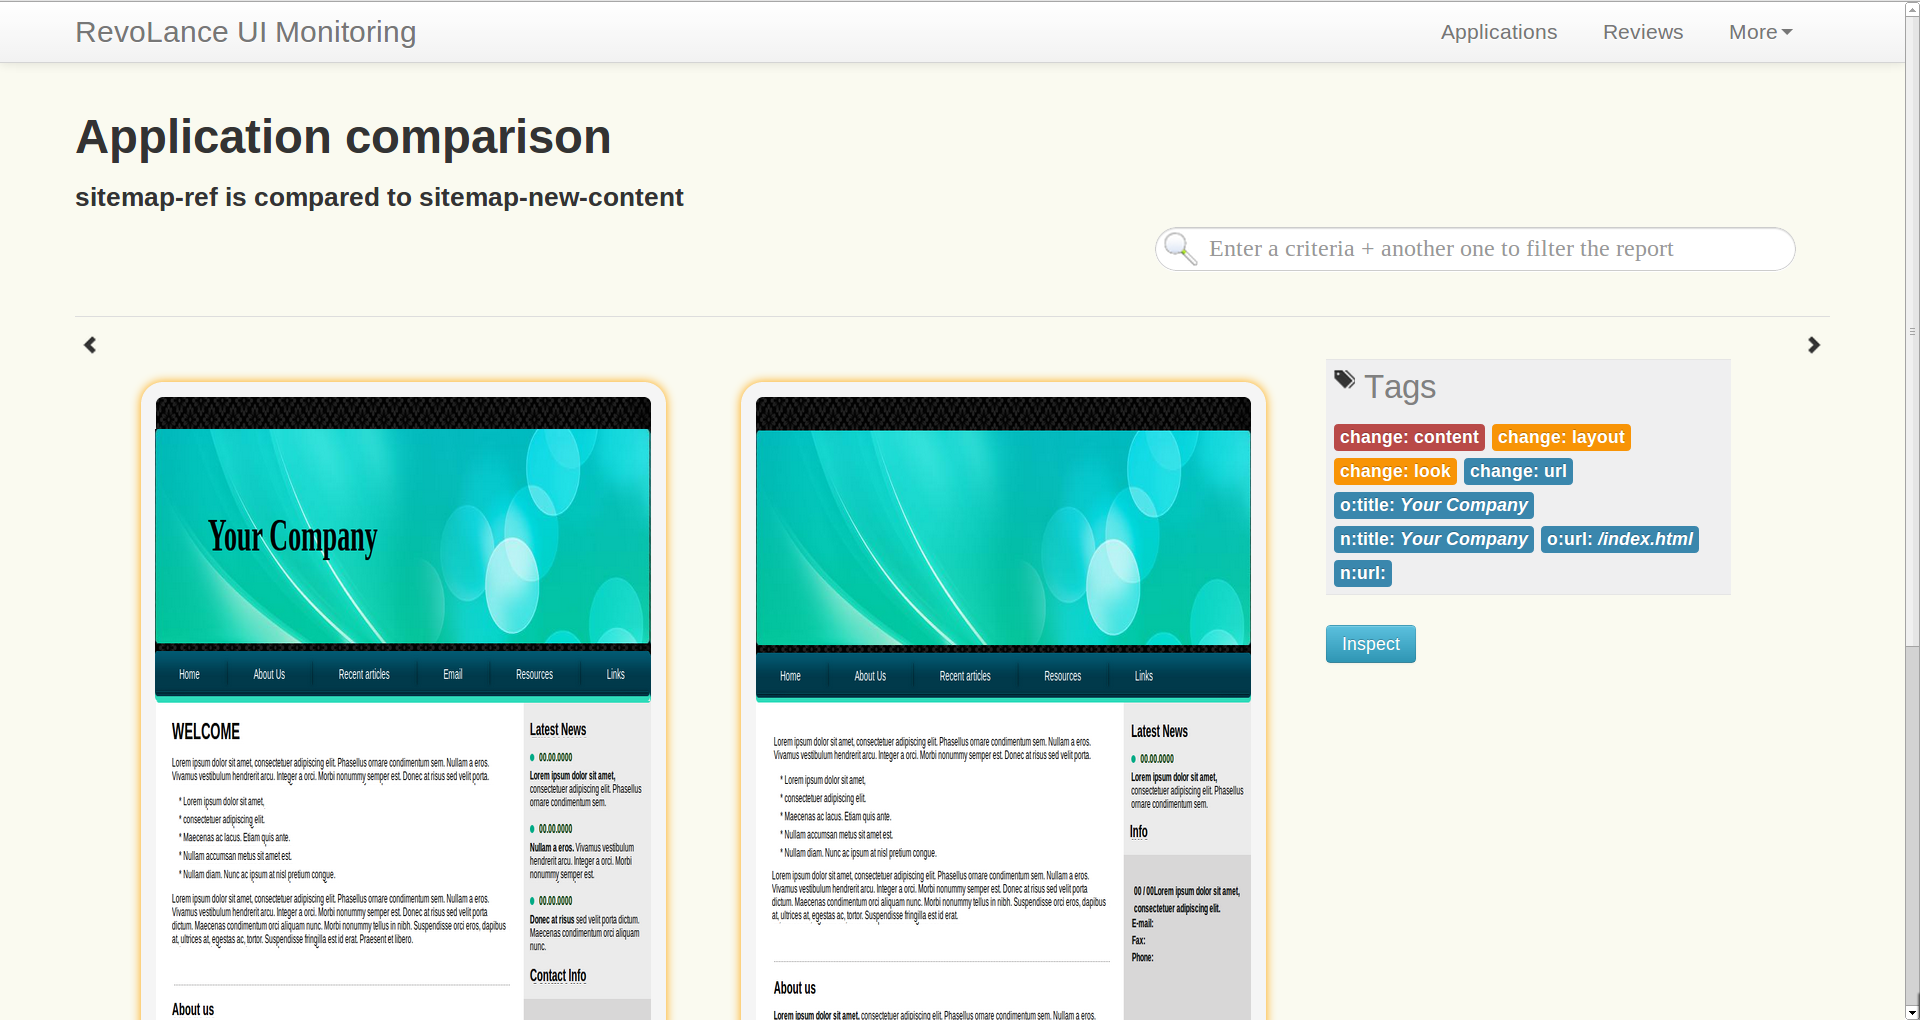 RevoLance UI Monitoring
Applications Reviews More
Application comparison
sitemap-ref is compared to sitemap-new-content
Enter a criteria + another one to filter the report
Your Company
Home About Us Recent articles Email Resources Links
WELCOME
Lorem ipsum dolor sit amet, consectetuer adipiscing elit. Phasellus ornare condimentum sem. Nullam a eros.
Vivamus vestibulum hendrerit arcu. Integer a orci. Morbi nonummy semper est. Donec at risus sed velit porta.
* Lorem ipsum dolor sit amet,
* consectetuer adipiscing elit.
* Maecenas ac lacus. Etiam quis ante.
* Nullam accumsan metus sit amet est.
* Nullam diam. Nunc ac ipsum at nisl pretium congue.
Lorem ipsum dolor sit amet, consectetuer adipiscing elit. Phasellus ornare condimentum sem. Nullam a eros.
Vivamus vestibulum hendrerit arcu. Integer a orci. Morbi nonummy semper est. Donec at risus sed velit porta
dictum. Maecenas condimentum orci aliquam nunc. Morbi nonummy tellus in nibh. Suspendisse orci eros, dapibus
at, ultrices at, egestas ac, tortor. Suspendisse fringilla est id erat. Praesent et libero.
About us
Latest News
00.00.0000
Lorem ipsum dolor sit amet,
consectetuer adipiscing elit. Phasellus
ornare condimentum sem.
00.00.0000
Nullam a eros. Vivamus vestibulum
hendrerit arcu. Integer a orci. Morbi
nonummy semper est.
00.00.0000
Donec at risus sed velit porta dictum.
Maecenas condimentum orci aliquam
nunc.
Contact Info
Home About Us Recent articles Resources Links
Lorem ipsum dolor sit amet, consectetuer adipiscing elit. Phasellus ornare condimentum sem. Nullam a eros.
Vivamus vestibulum hendrerit arcu. Integer a orci. Morbi nonummy semper est. Donec at risus sed velit porta.
* Lorem ipsum dolor sit amet,
* consectetuer adipiscing elit.
* Maecenas ac lacus. Etiam quis ante.
* Nullam accumsan metus sit amet est.
* Nullam diam. Nunc ac ipsum at nisl pretium congue.
Lorem ipsum dolor sit amet, consectetuer adipiscing elit. Phasellus ornare condimentum sem. Nullam a eros.
Vivamus vestibulum hendrerit arcu. Integer a orci. Morbi nonummy semper est. Donec at risus sed velit porta
dictum. Maecenas condimentum orci aliquam nunc. Morbi nonummy tellus in nibh. Suspendisse orci eros, dapibus
at, ultrices at, egestas ac, tortor. Suspendisse fringilla est id erat.
About us
Lorem ipsum dolor sit amet, consectetuer adipiscing elit. Phasellus ornare condimentum sem. Nullam a eros.
Latest News
00.00.0000
Lorem ipsum dolor sit amet,
consectetuer adipiscing elit. Phasellus
ornare condimentum sem.
Info
00 / 00Lorem ipsum dolor sit amet,
consectetuer adipiscing elit.
E-mail:
Fax:
Phone:
Tags
change: content change: layout
change: look change: url
o:title: Your Company
n:title: Your Company o:url: /index.html
n:url:
Inspect